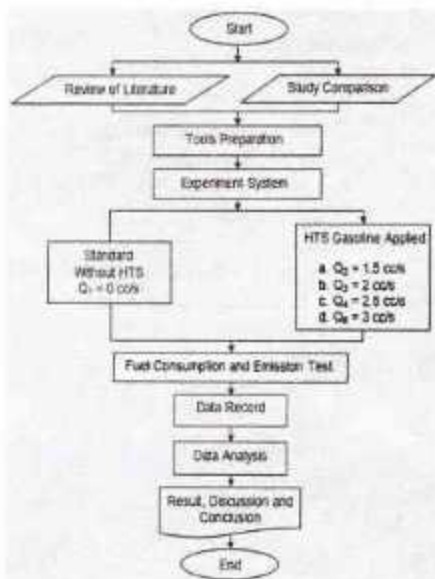 Start
Review of Literature
Study Comparison
Tools Preparation
Experiment System
Standard
Without HTS
Q₁ = 0 cc/s
HTS Gasoline Applied
a. Q₂ = 1.5 cc/s
b. Q₃ = 2 cc/s
c. Q₄ = 2.5 cc/s
d. Q₅ = 3 cc/s
Fuel Consumption and Emission Test
Data Record
Data Analysis
Result, Discussion and
Conclusion
End